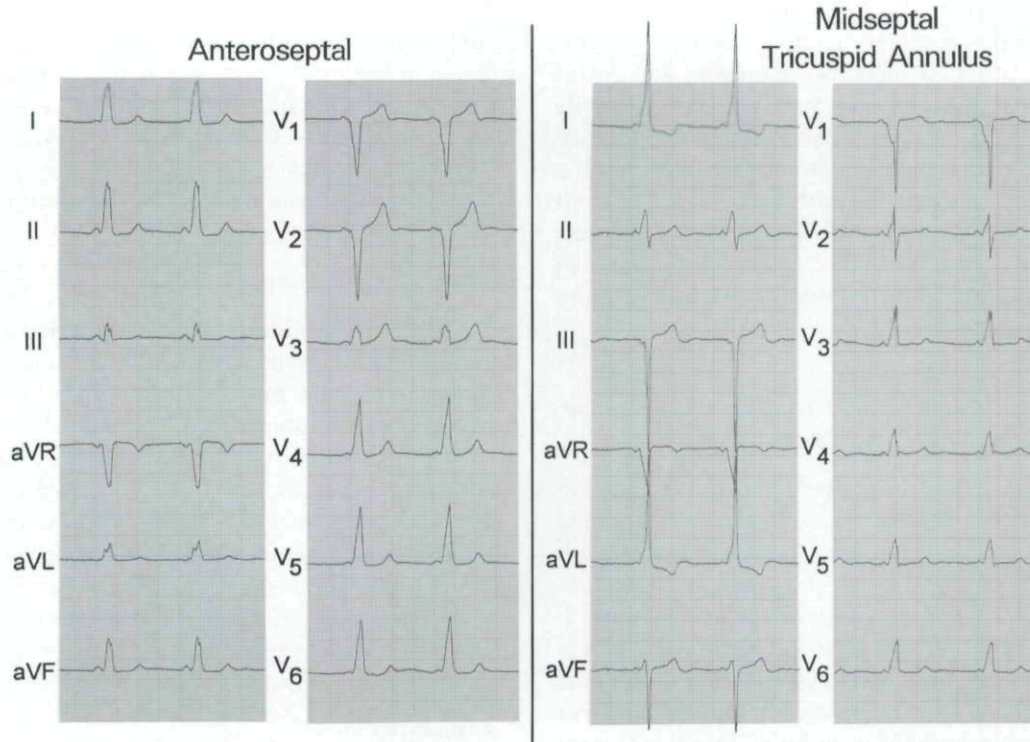 Anteroseptal
I
II
III
aVR
aVL
aVF
V1
V2
V3
V4
V5
V6
Midseptal
Tricuspid Annulus
I
II
III
aVR
aVL
aVF
V1
V2
V3
V4
V5
V6